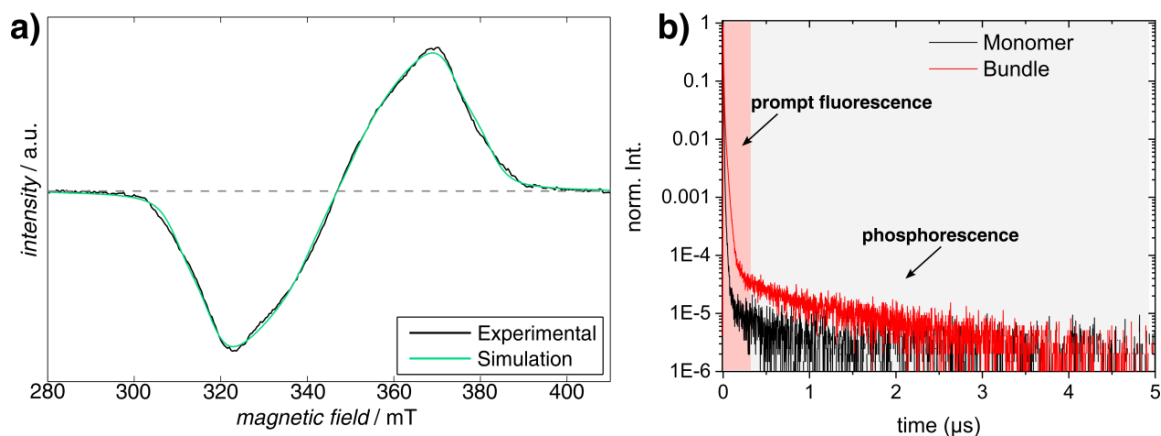 a)
intensity / a.u.
Experimental
Simulation
280 300 320 340 360 380 400
magnetic field / mT
b)
norm. Int.
1
0.1
0.01
0.001
1E-4
1E-5
1E-6
Monomer
Bundle
prompt fluorescence
phosphorescence
0 1 2 3 4 5
time (µs)